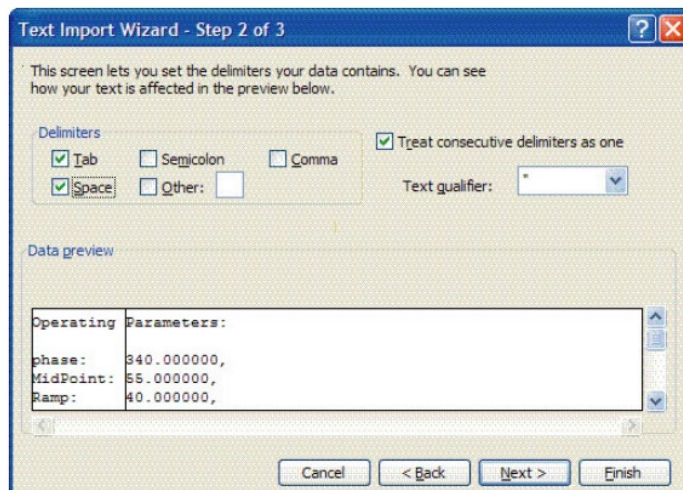 Text Import Wizard - Step 2 of 3
This screen lets you set the delimiters your data contains. You can see
how your text is affected in the preview below.
Delimiters
Tab Semicolon Comma
Space Other:
Treat consecutive delimiters as one
Text qualifier: "
Data preview
Operating Parameters:
phase: 340.000000,
MidPoint: 55.000000,
Ramp: 40.000000,
Cancel < Back Next > Finish